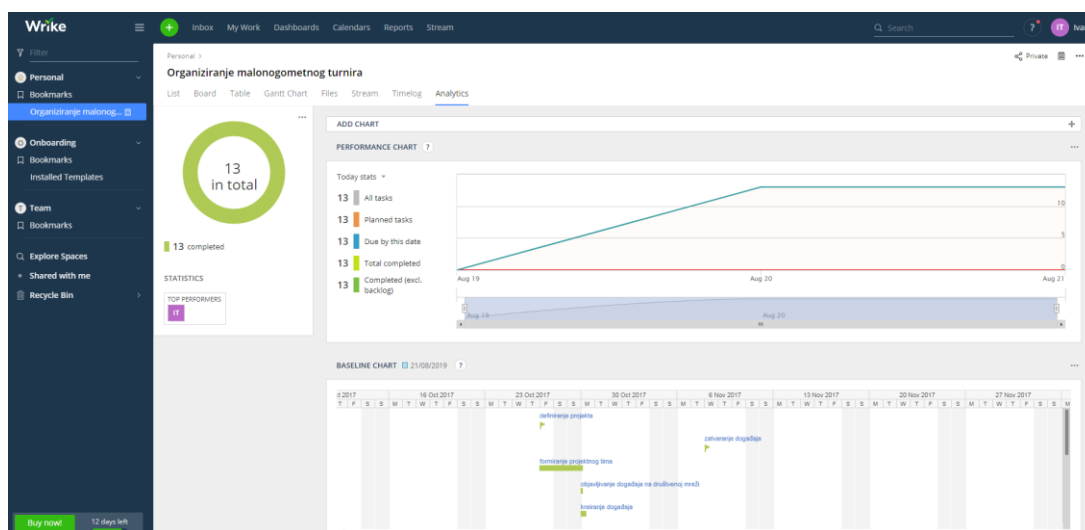 Wrike
Inbox My Work Dashboards Calendars Reports Stream
Search
?
IT
Filter
Personal
Bookmarks
Organiziranje malonog...
Onboarding
Bookmarks
Installed Templates
T Team
Bookmarks
Explore Spaces
Shared with me
Recycle Bin
Buy now! 12 days left
Personal >
Private
Organiziranje malonogometnog turnira
List Board Table Gantt Chart Files Stream Timelog Analytics
13
in total
13 completed
STATISTICS
TOP PERFORMERS
IT
ADD CHART
PERFORMANCE CHART ?
Today stats
13 All tasks
13 Planned tasks
13 Due by this date
13 Total completed
13 Completed (excl. backlog)
10
5
0
Aug 19 Aug 20 Aug 21
Aug 19 Aug 20
BASELINE CHART 21/08/2019 ?
t 2017 16 Oct 2017 23 Oct 2017 30 Oct 2017 6 Nov 2017 13 Nov 2017 20 Nov 2017 27 Nov 2017
T F S S M T W T F S S M T W T F S S M T W T F S S M T W T F S S M T W T F S S M T W T F S S M T W T F S S M
definiranje projekta
zatvaranje događaja
formiranje projektnog tima
objavljivanje događaja na društvenoj mreži
kreiranje događaja